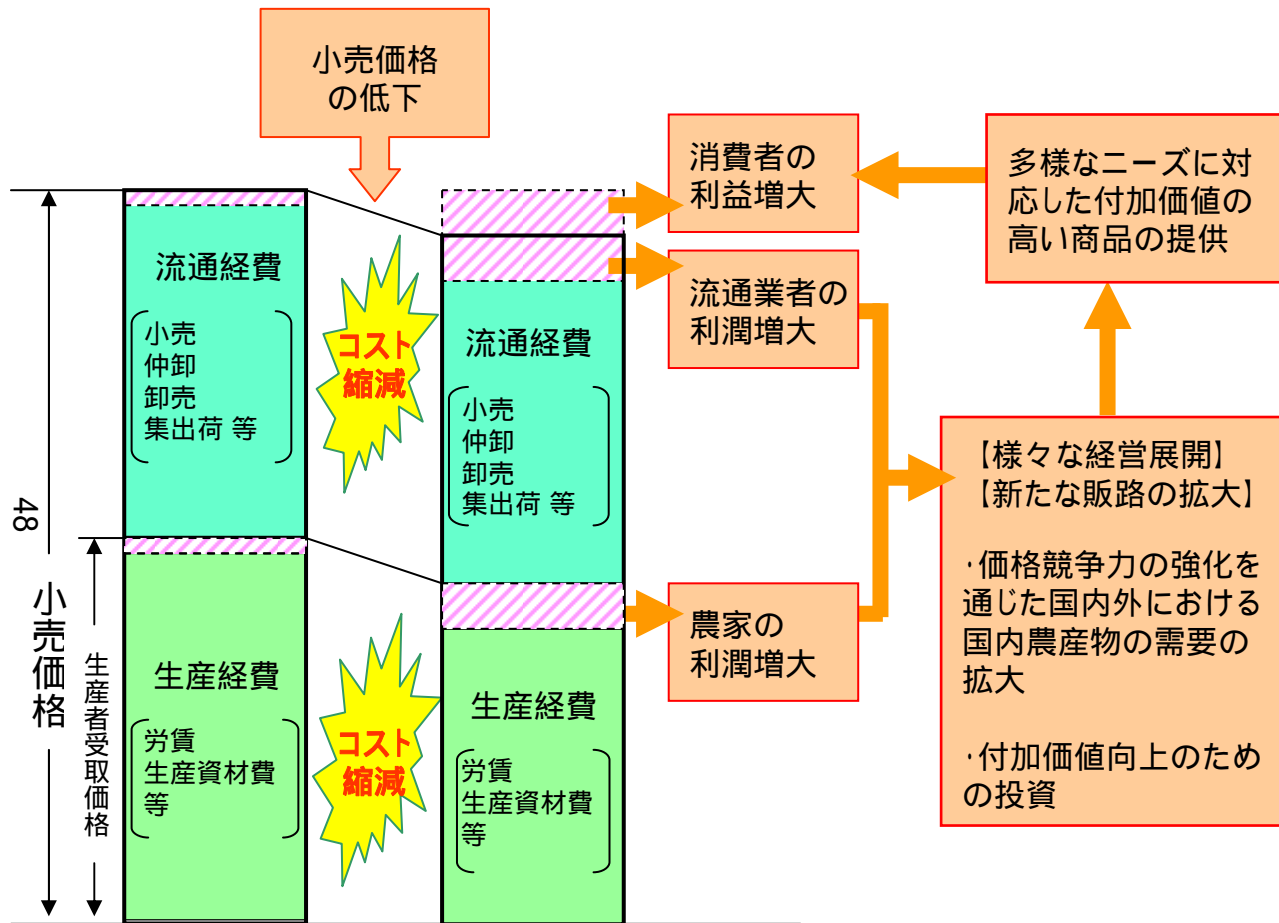 小売価格
の低下
消費者の
利益増大
多様なニーズに対
応した付加価値の
高い商品の提供
流通経費
小売
仲卸
卸売
集出荷 等
コスト
縮減
流通経費
小売
仲卸
卸売
集出荷 等
流通業者の
利潤増大
【様々な経営展開】
【新たな販路の拡大】
・価格競争力の強化を
通じた国内外における
国内農産物の需要の
拡大
・付加価値向上のため
の投資
48
小売価格
生産者受取価格
生産経費
労賃
生産資材費
等
コスト
縮減
生産経費
労賃
生産資材費
等
農家の
利潤増大